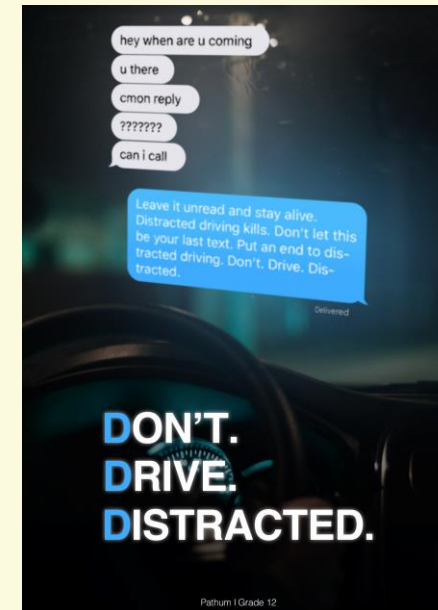 hey when are u coming
u there
cmon reply
???????
can i call
Leave it unread and stay alive.
Distracted driving kills. Don't let this
be your last text. Put an end to dis-
tracted driving. Don't. Drive. Dis-
tracted.
Delivered
DON'T.
DRIVE.
DISTRACTED.
Pathum I Grade 12